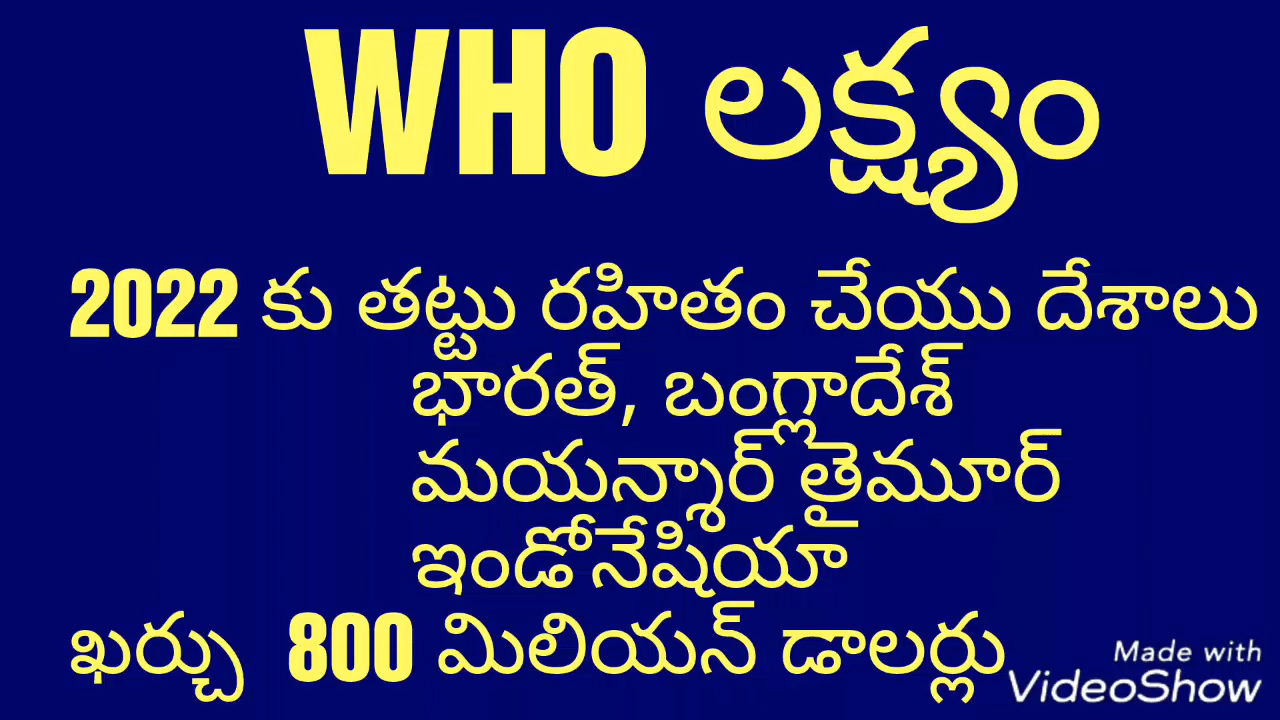 WHO లక్ష్యం
2022 కు తట్టు రహితం చేయు దేశాలు
భారత్, బంగ్లాదేశ్
మయన్శార్ తైమూర్
ఇండోనేషియా
ఖర్చు 800 మిలియన్ డాలర్లు
Made with
VideoShow